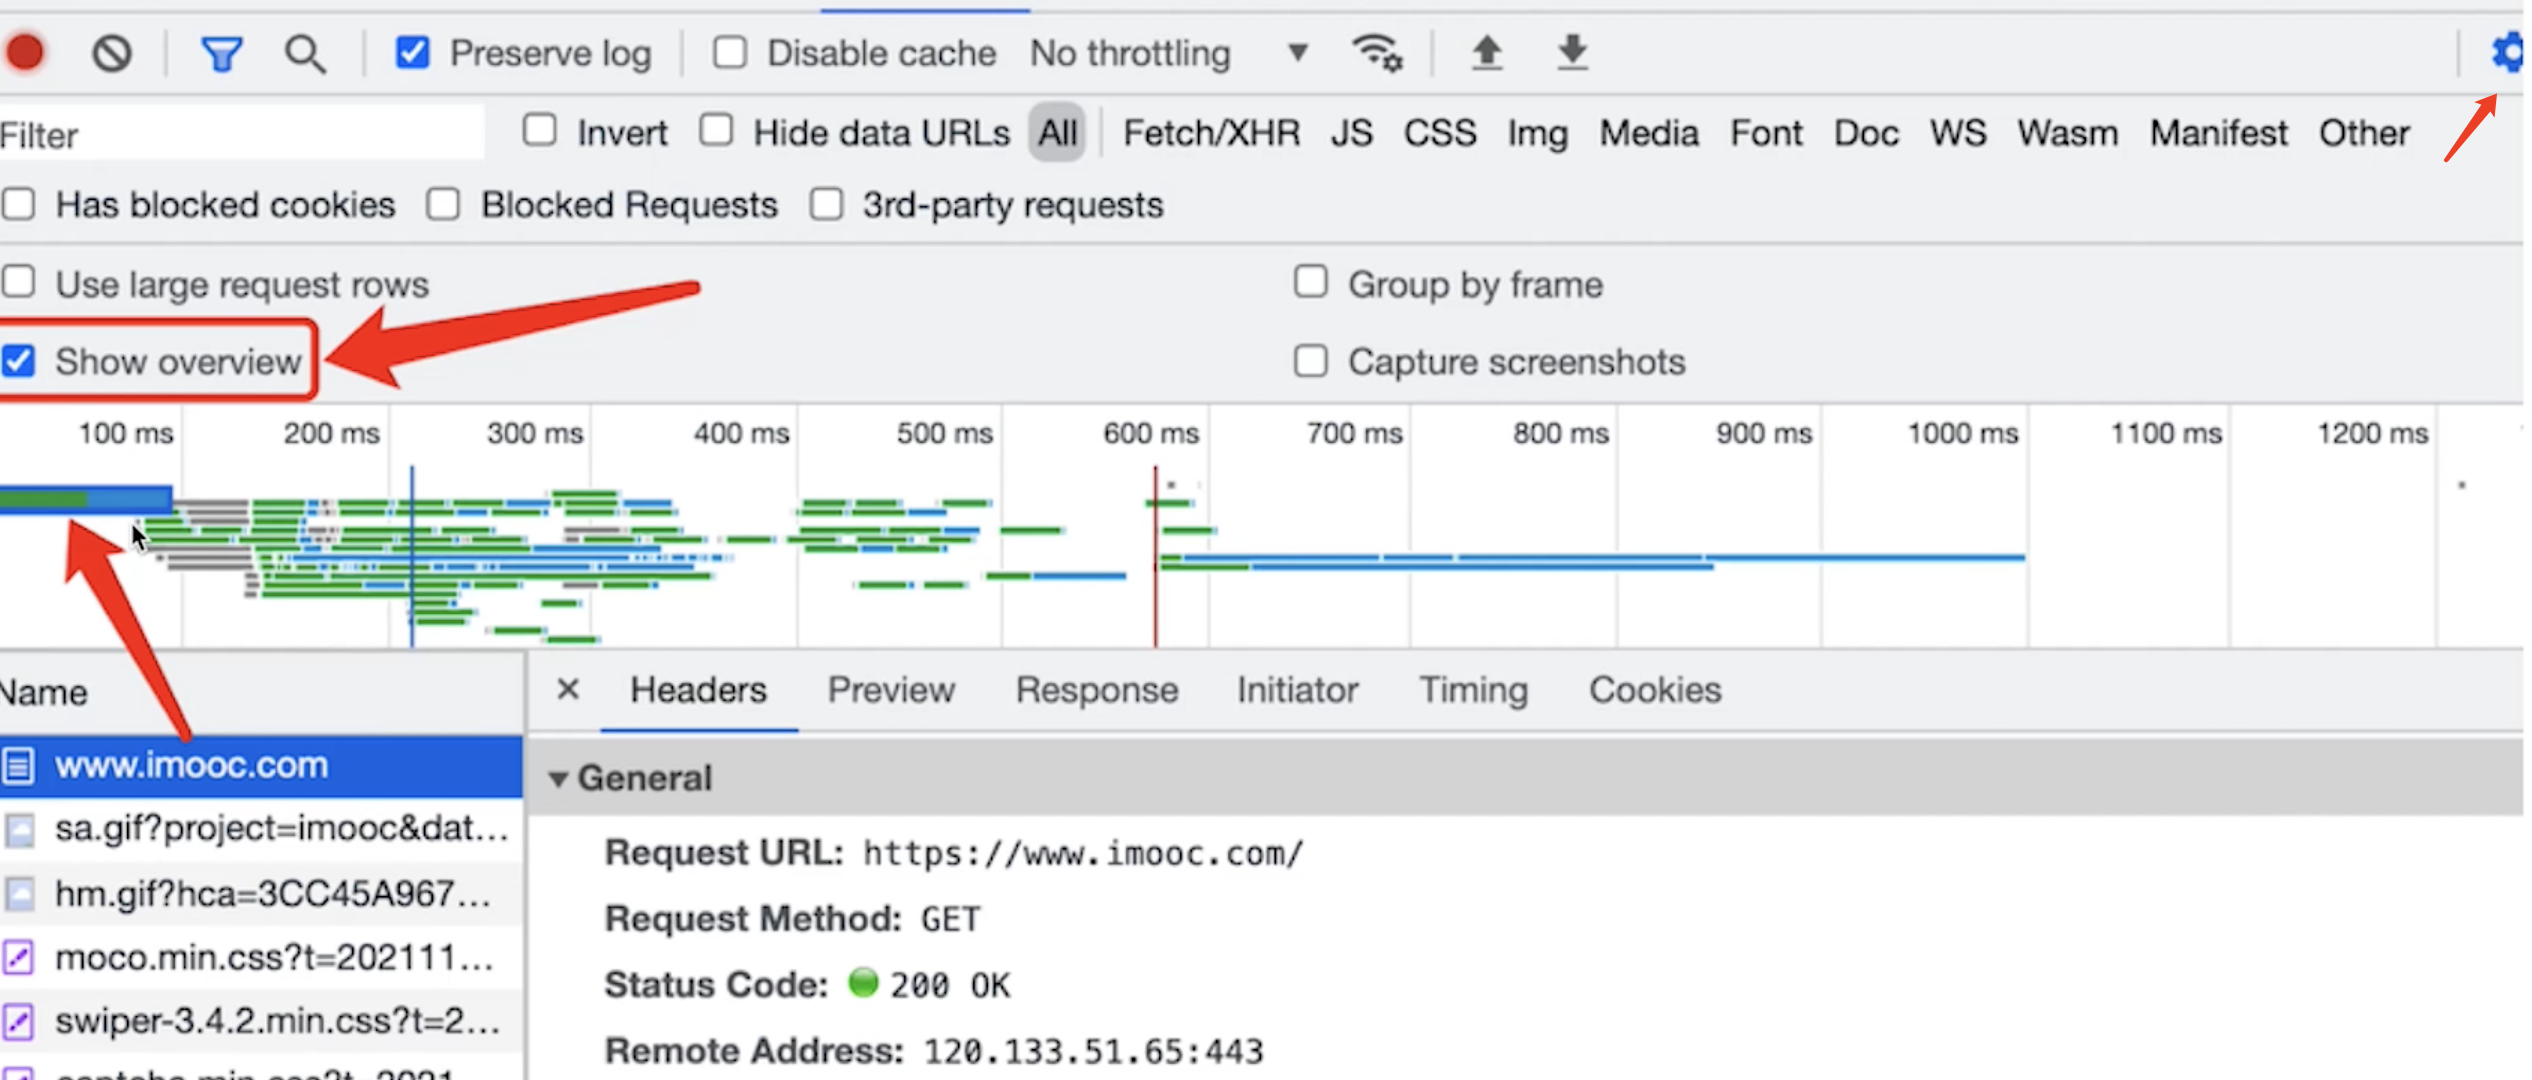 Preserve log Disable cache No throttling
Filter Invert Hide data URLs All Fetch/XHR JS CSS Img Media Font Doc WS Wasm Manifest Other
Has blocked cookies Blocked Requests 3rd-party requests
Use large request rows Group by frame
Show overview Capture screenshots
100 ms 200 ms 300 ms 400 ms 500 ms 600 ms 700 ms 800 ms 900 ms 1000 ms 1100 ms 1200 ms
Name × Headers Preview Response Initiator Timing Cookies
www.imooc.com
sa.gif?project=imooc&dat...
hm.gif?hca=3CC45A967...
moco.min.css?t=202111...
swiper-3.4.2.min.css?t=2...
General
Request URL: https://www.imooc.com/
Request Method: GET
Status Code: 200 OK
Remote Address: 120.133.51.65:443